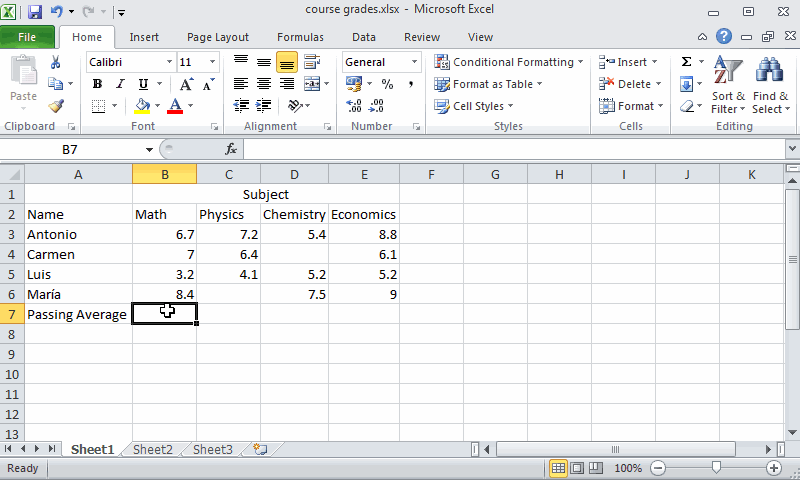 course grades.xlsx - Microsoft Excel
File Home Insert Page Layout Formulas Data Review View
Paste Calibri 11 General Conditional Formatting Insert Σ
B I U A A $ % , Format as Table Delete Sort & Filter Find & Select
A .0 .00 .00 .0 Cell Styles Format
Clipboard Font Alignment Number Styles Cells Editing
B7 fx
A B C D E F G H I J K
1 Subject
2 Name Math Physics Chemistry Economics
3 Antonio 6.7 7.2 5.4 8.8
4 Carmen 7 6.4 6.1
5 Luis 3.2 4.1 5.2 5.2
6 María 8.4 7.5 9
7 Passing Average
8
9
10
11
12
13
Sheet1 Sheet2 Sheet3
Ready 100%